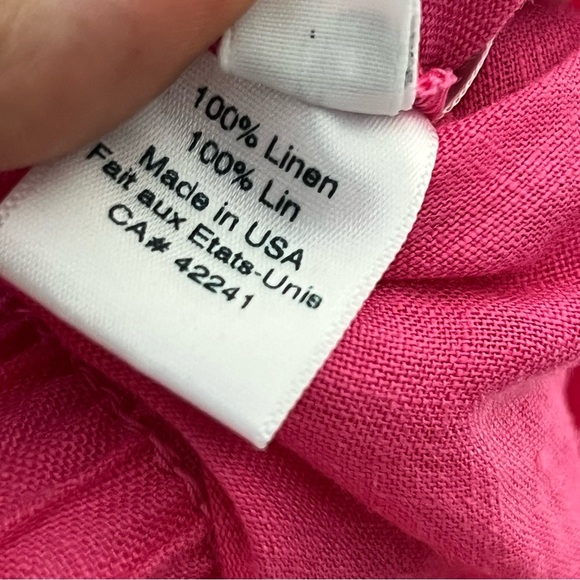 100% Linen
100% Lin
Made in USA
Fait aux Etats-Unis
CA# 42241